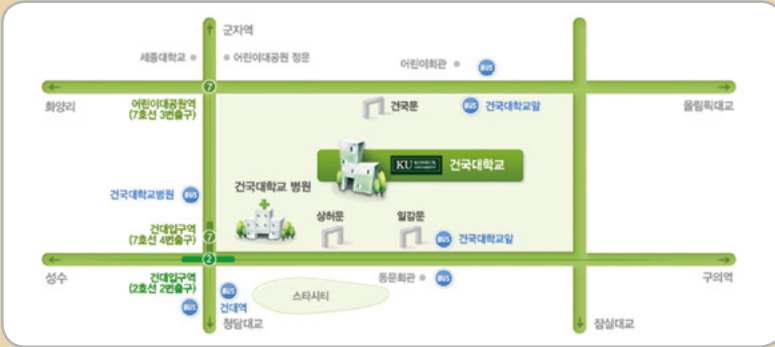 군자역
세종대학교
어린이대공원 정문
어린이회관
BUS
7
화양리
어린이대공원역
(7호선 3번출구)
건국문
BUS 건국대학교앞
올림픽대교
KU KONKUK UNIVERSITY 건국대학교
건국대학교 병원
건국대학교병원 BUS
상허문
일감문
건대입구역
(7호선 4번출구)
7
BUS 건국대학교앞
2
성수
건대입구역
(2호선 2번출구)
BUS
BUS
건대역
스타시티
동문회관
BUS
구의역
청담대교
잠실대교